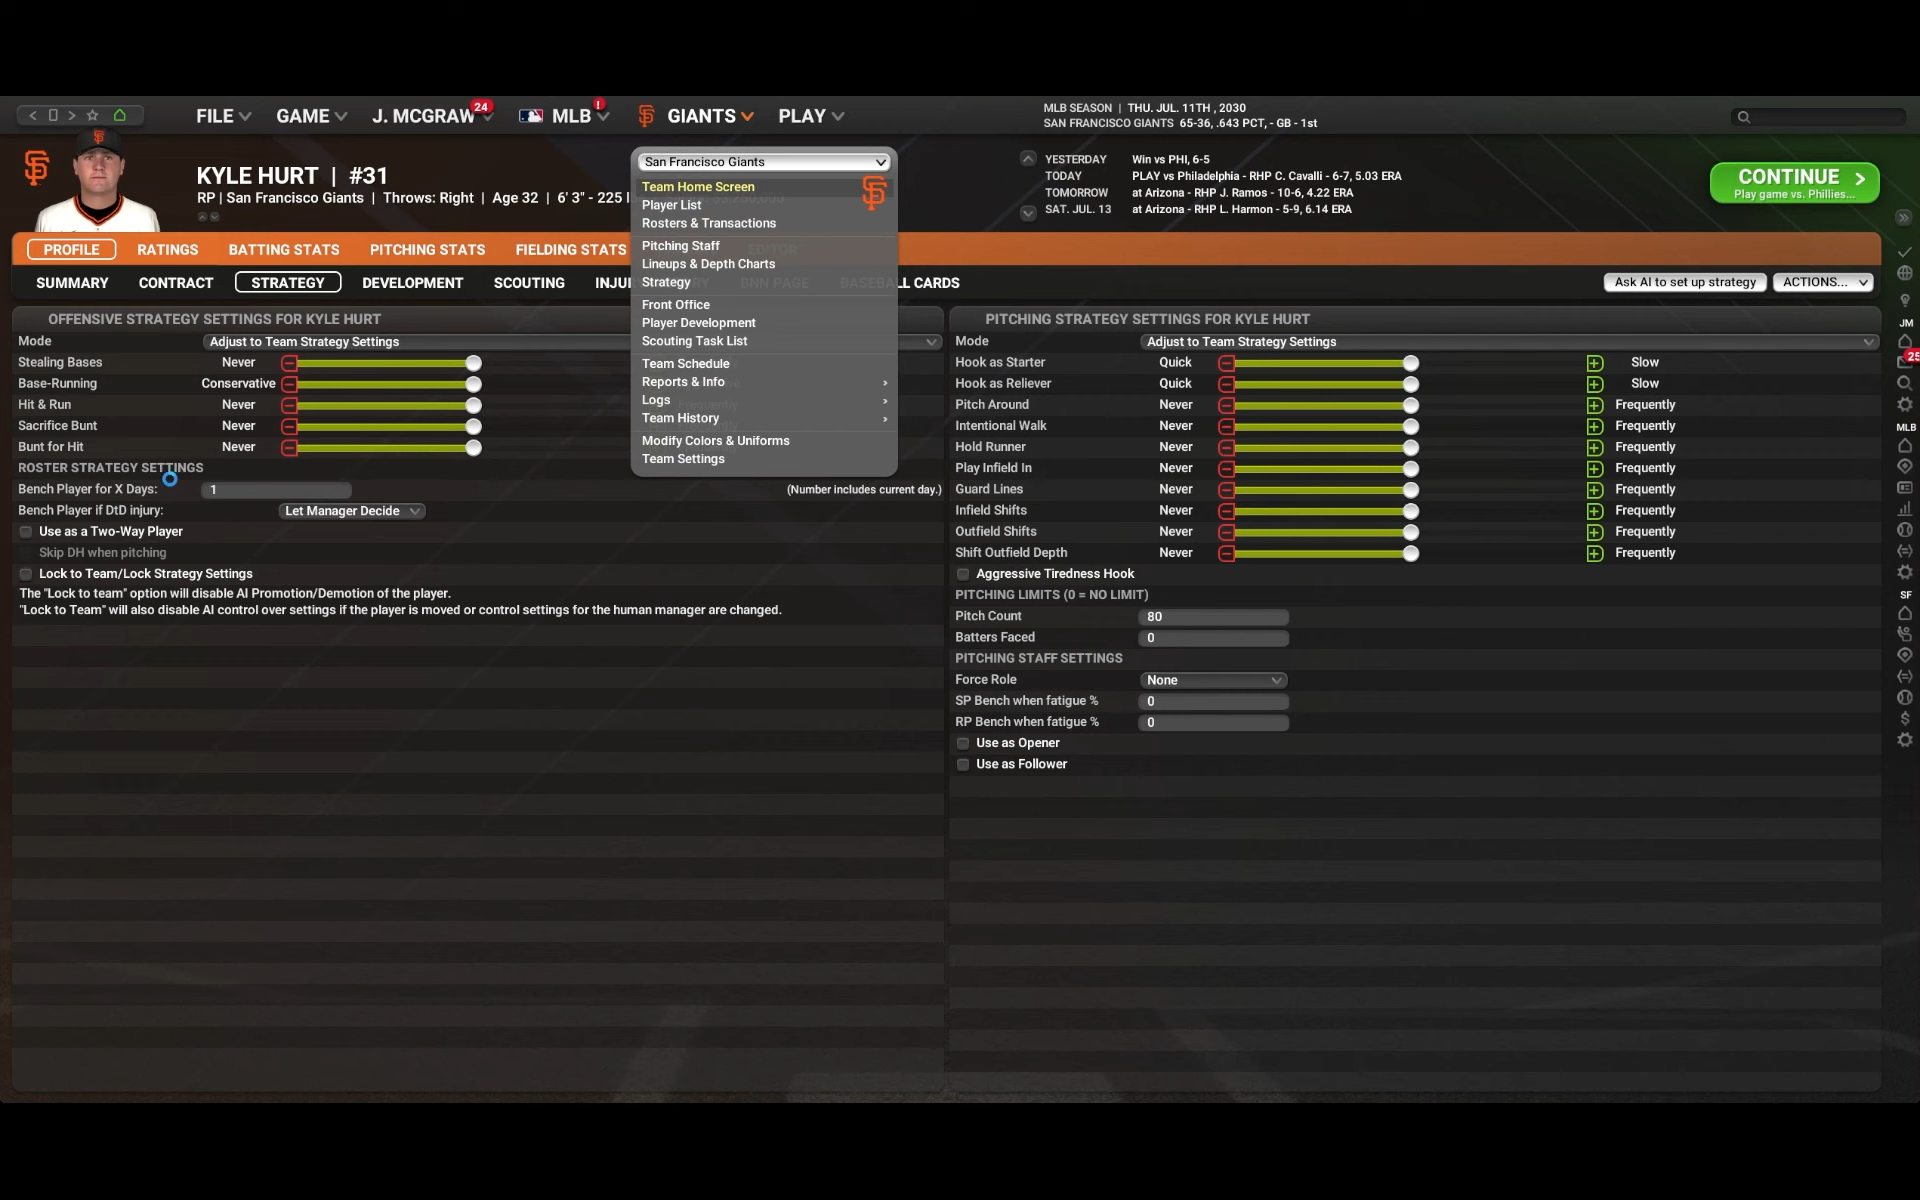 FILE GAME J. MCGRAW 24 MLB ! GIANTS PLAY
MLB SEASON | THU. JUL. 11TH , 2030
SAN FRANCISCO GIANTS 65-36, .643 PCT, - GB - 1st
KYLE HURT | #31
RP | San Francisco Giants | Throws: Right | Age 32 | 6' 3" - 225 l
San Francisco Giants
Team Home Screen
Player List
Rosters & Transactions
Pitching Staff
Lineups & Depth Charts
Strategy
Front Office
Player Development
Scouting Task List
Team Schedule
Reports & Info
Logs
Team History
Modify Colors & Uniforms
Team Settings
YESTERDAY Win vs PHI, 6-5
TODAY PLAY vs Philadelphia - RHP C. Cavalli - 6-7, 5.03 ERA
TOMORROW at Arizona - RHP J. Ramos - 10-6, 4.22 ERA
SAT. JUL. 13 at Arizona - RHP L. Harmon - 5-9, 6.14 ERA
CONTINUE
Play game vs. Phillies...
PROFILE RATINGS BATTING STATS PITCHING STATS FIELDING STATS EDITOR
SUMMARY CONTRACT STRATEGY DEVELOPMENT SCOUTING INJU BNN PAGE BASEBALL CARDS
Ask AI to set up strategy ACTIONS...
OFFENSIVE STRATEGY SETTINGS FOR KYLE HURT
Mode Adjust to Team Strategy Settings
Stealing Bases Never
Base-Running Conservative
Hit & Run Never
Sacrifice Bunt Never
Bunt for Hit Never
ROSTER STRATEGY SETTINGS
Bench Player for X Days: 1 (Number includes current day.)
Bench Player if DtD injury: Let Manager Decide
Use as a Two-Way Player
Skip DH when pitching
Lock to Team/Lock Strategy Settings
The "Lock to team" option will disable AI Promotion/Demotion of the player.
"Lock to Team" will also disable AI control over settings if the player is moved or control settings for the human manager are changed.
PITCHING STRATEGY SETTINGS FOR KYLE HURT
Mode Adjust to Team Strategy Settings
Hook as Starter Quick Slow
Hook as Reliever Quick Slow
Pitch Around Never Frequently
Intentional Walk Never Frequently
Hold Runner Never Frequently
Play Infield In Never Frequently
Guard Lines Never Frequently
Infield Shifts Never Frequently
Outfield Shifts Never Frequently
Shift Outfield Depth Never Frequently
Aggressive Tiredness Hook
PITCHING LIMITS (0 = NO LIMIT)
Pitch Count 80
Batters Faced 0
PITCHING STAFF SETTINGS
Force Role None
SP Bench when fatigue % 0
RP Bench when fatigue % 0
Use as Opener
Use as Follower
JM
25
MLB
SF